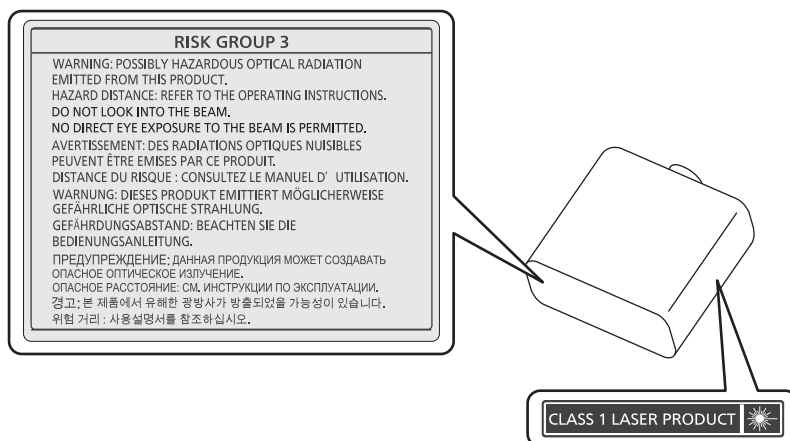 RISK GROUP 3
WARNING: POSSIBLY HAZARDOUS OPTICAL RADIATION
EMITTED FROM THIS PRODUCT.
HAZARD DISTANCE: REFER TO THE OPERATING INSTRUCTIONS.
DO NOT LOOK INTO THE BEAM.
NO DIRECT EYE EXPOSURE TO THE BEAM IS PERMITTED.
AVERTISSEMENT: DES RADIATIONS OPTIQUES NUISIBLES
PEUVENT ÊTRE EMISES PAR CE PRODUIT.
DISTANCE DU RISQUE : CONSULTEZ LE MANUEL D’ UTILISATION.
WARNUNG: DIESES PRODUKT EMITTIERT MÖGLICHERWEISE
GEFÄHRLICHE OPTISCHE STRAHLUNG.
GEFÄHRDUNGSABSTAND: BEACHTEN SIE DIE
BEDIENUNGSANLEITUNG.
ПРЕДУПРЕЖДЕНИЕ: ДАННАЯ ПРОДУКЦИЯ МОЖЕТ СОЗДАВАТЬ
ОПАСНОЕ ОПТИЧЕСКОЕ ИЗЛУЧЕНИЕ.
ОПАСНОЕ РАССТОЯНИЕ: СМ. ИНСТРУКЦИИ ПО ЭКСПЛУАТАЦИИ.
경고: 본 제품에서 유해한 광방사가 방출되었을 가능성이 있습니다.
위험 거리 : 사용설명서를 참조하십시오.
CLASS 1 LASER PRODUCT